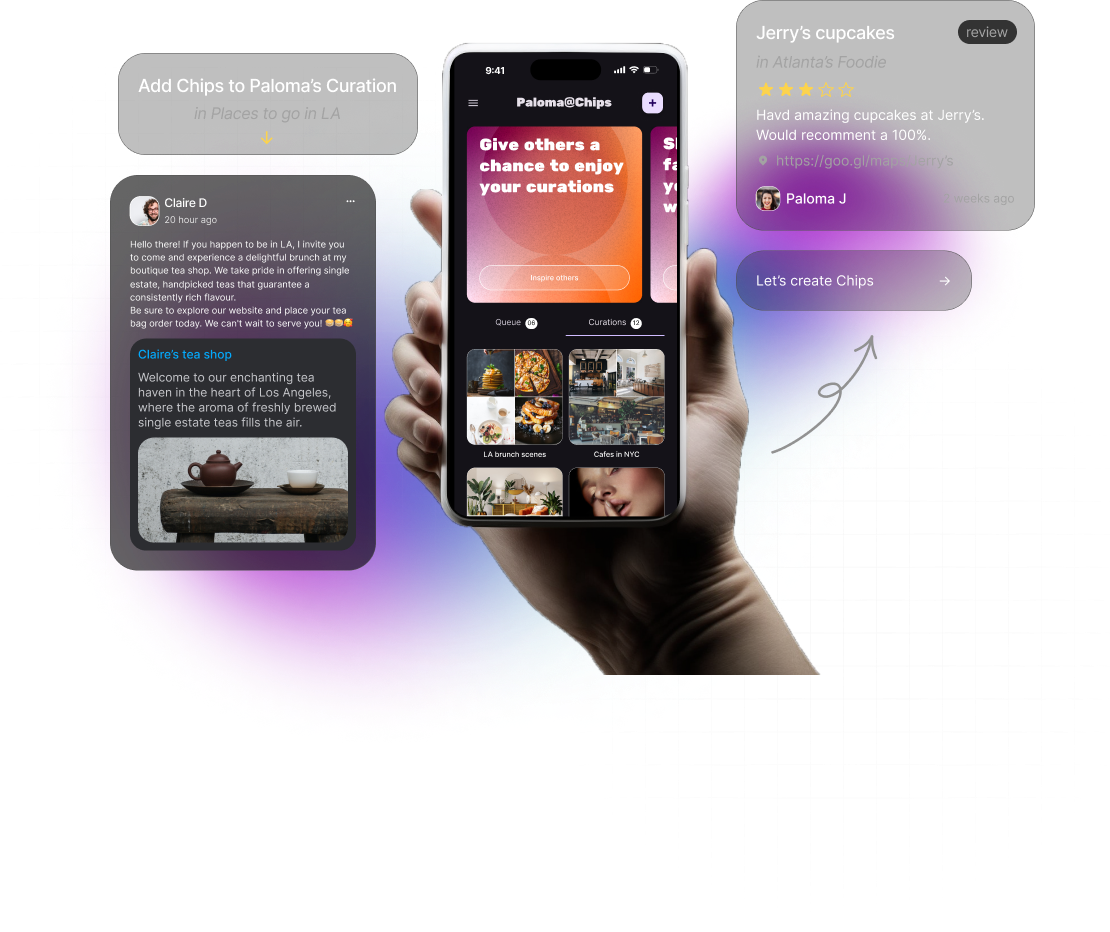 Add Chips to Paloma's Curation
in Places to go in LA
Claire D
20 hour ago
Hello there! If you happen to be in LA, I invite you
to come and experience a delightful brunch at my
boutique tea shop. We take pride in offering single
estate, handpicked teas that guarantee a
consistently rich flavour.
Be sure to explore our website and place your tea
bag order today. We can't wait to serve you! 
Claire's tea shop
Welcome to our enchanting tea
haven in the heart of Los Angeles,
where the aroma of freshly brewed
single estate teas fills the air.
9:41
Paloma@Chips
Give others a
chance to enjoy
your curations
Inspire others
Queue 06
Curations 12
LA brunch scenes
Cafes in NYC
Jerry's cupcakes
review
in Atlanta's Foodie
Havd amazing cupcakes at Jerry's.
Would recomment a 100%.
https://goo.gl/maps/jerry's
Paloma J
weeks ago
Let's create Chips